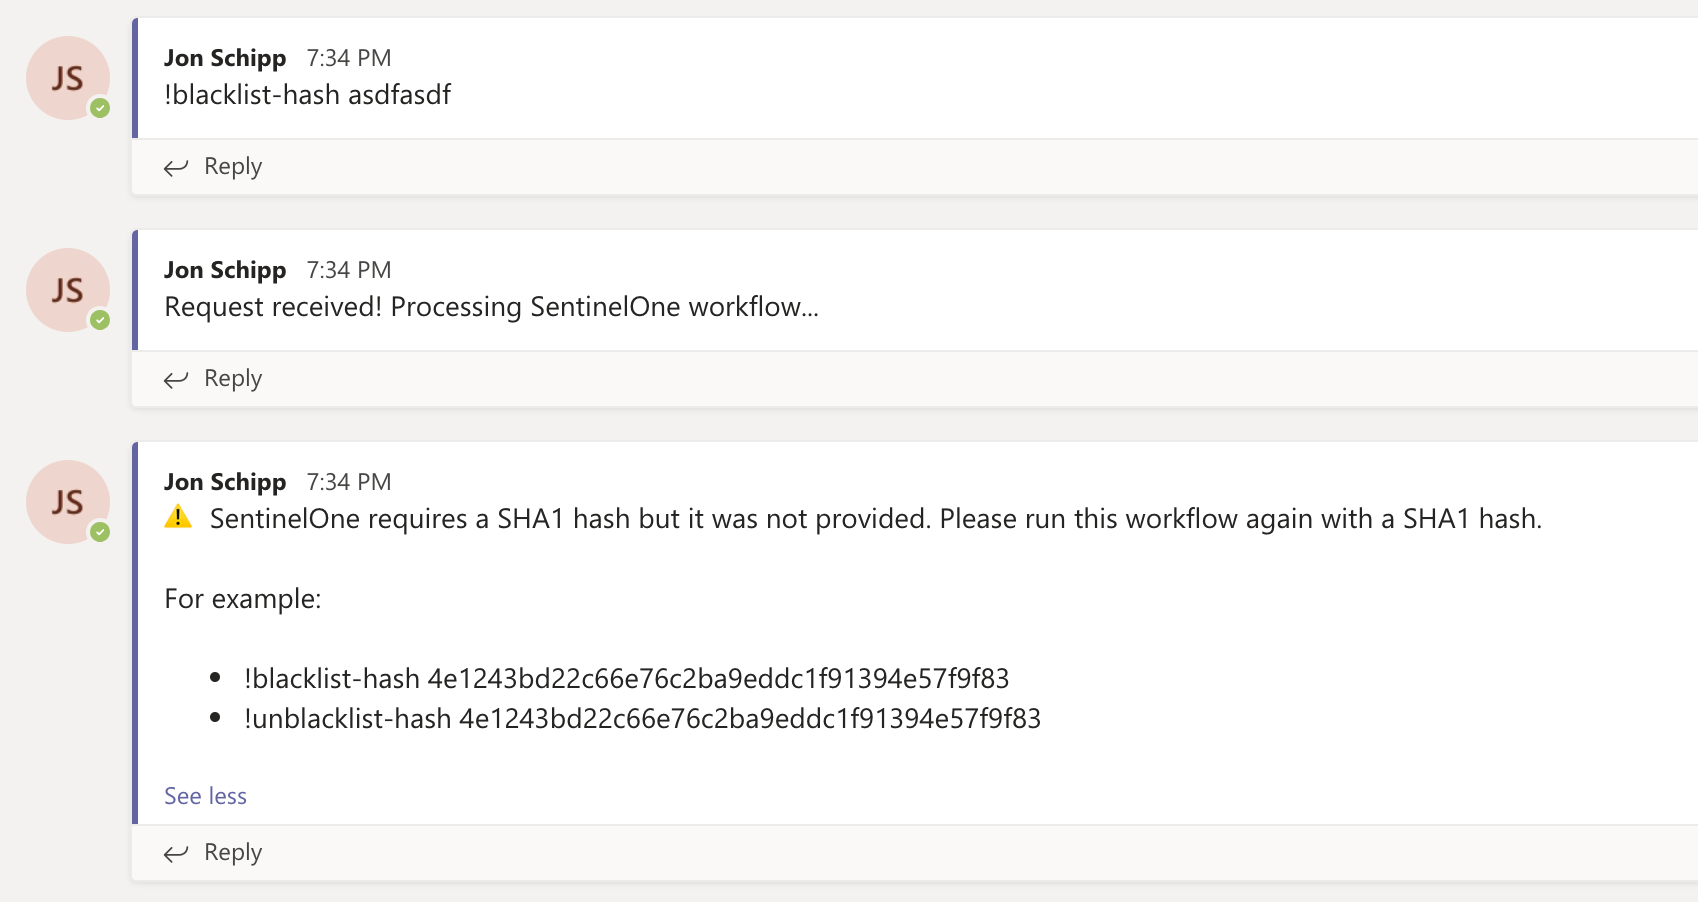 JS
Jon Schipp 7:34 PM
!blacklist-hash asdfasdf
Reply
JS
Jon Schipp 7:34 PM
Request received! Processing SentinelOne workflow...
Reply
JS
Jon Schipp 7:34 PM
⚠ SentinelOne requires a SHA1 hash but it was not provided. Please run this workflow again with a SHA1 hash.
For example:
• !blacklist-hash 4e1243bd22c66e76c2ba9eddc1f91394e57f9f83
• !unblacklist-hash 4e1243bd22c66e76c2ba9eddc1f91394e57f9f83
See less
Reply